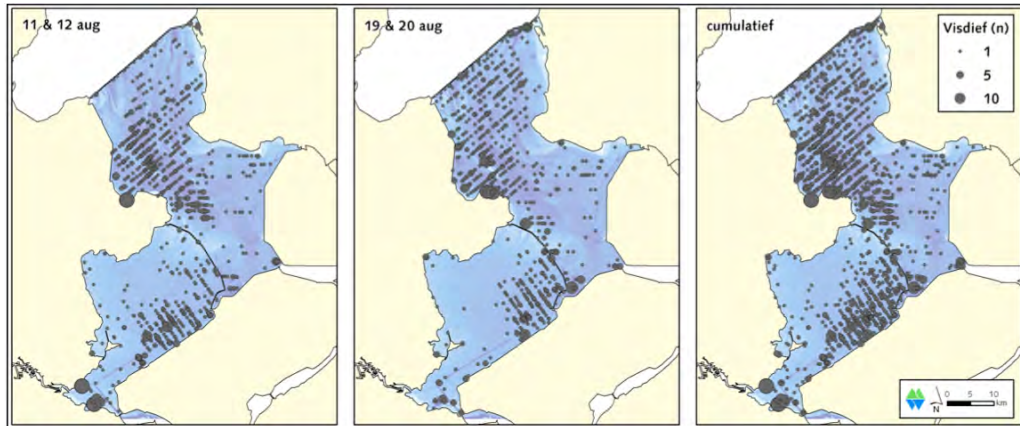 11 & 12 aug
19 & 20 aug
cumulatief
Visdief (n)
1
5
10
0 5 10
km
N